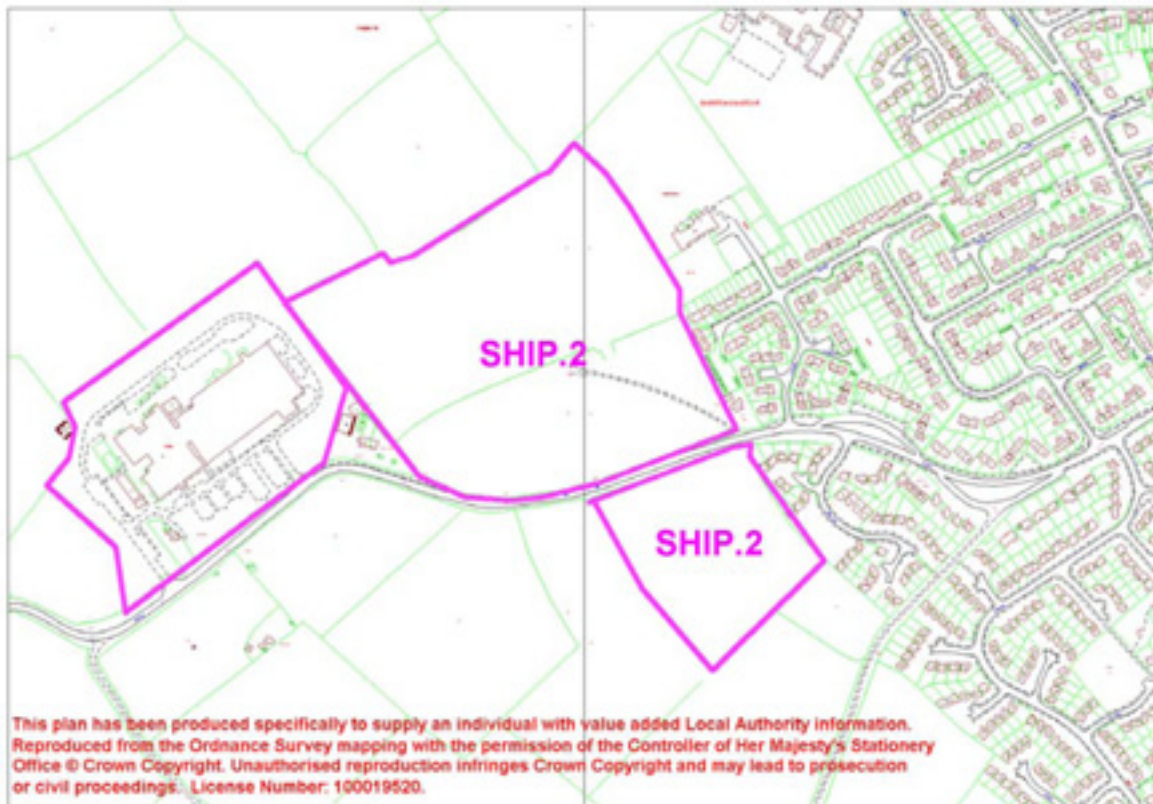 SHIP.2
SHIP.2
This plan has been produced specifically to supply an individual with value added Local Authority information.
Reproduced from the Ordnance Survey mapping with the permission of the Controller of Her Majesty's Stationery
Office © Crown Copyright. Unauthorised reproduction infringes Crown Copyright and may lead to prosecution
or civil proceedings. License Number: 100019520.